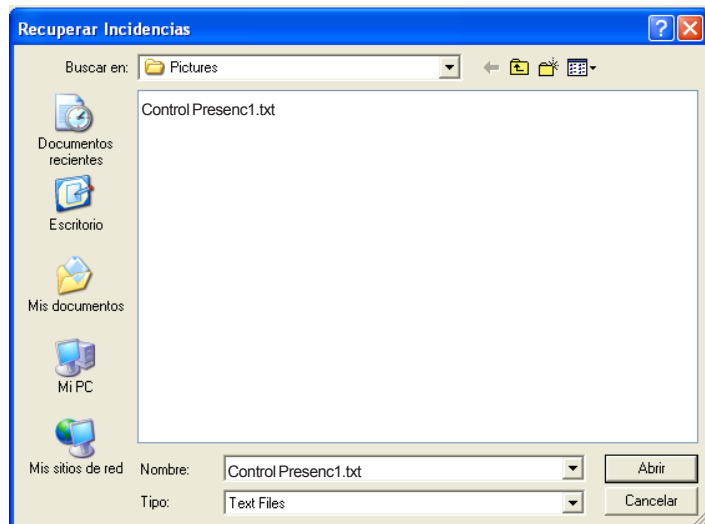 Recuperar Incidencias
Buscar en: Pictures
Control Presenc1.txt
Documentos
recientes
Escritorio
Mis documentos
Mi PC
Mis sitios de red
Nombre: Control Presenc1.txt Abrir
Tipo: Text Files Cancelar